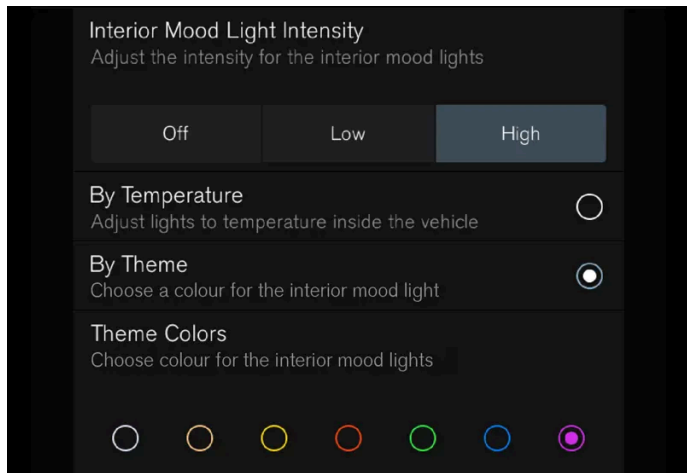 Interior Mood Light Intensity
Adjust the intensity for the interior mood lights
Off Low High
By Temperature
Adjust lights to temperature inside the vehicle
By Theme
Choose a colour for the interior mood light
Theme Colors
Choose colour for the interior mood lights